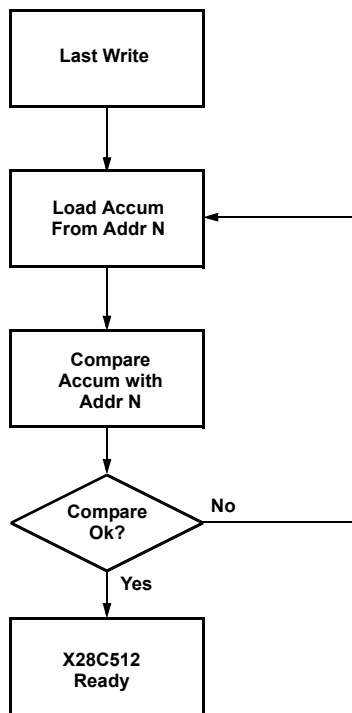 Last Write
Load Accum
From Addr N
Compare
Accum with
Addr N
Compare
Ok?
No
Yes
X28C512
Ready